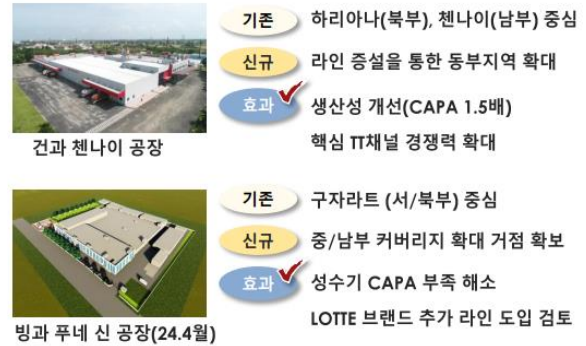 기존
하리아나(북부), 첸나이(남부) 중심
신규
라인 증설을 통한 동부지역 확대
효과
생산성 개선(CAPA 1.5배)
핵심 TT채널 경쟁력 확대
건과 첸나이 공장
기존
구자라트 (서/북부) 중심
신규
중/남부 커버리지 확대 거점 확보
효과
성수기 CAPA 부족 해소
LOTTE 브랜드 추가 라인 도입 검토
빙과 푸네 신 공장(24.4월)